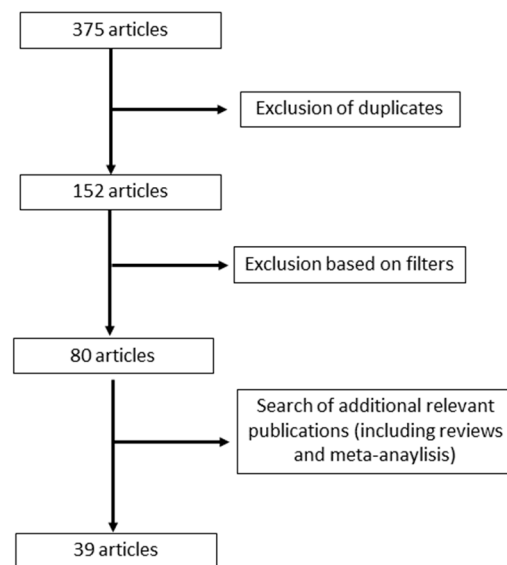 375 articles
Exclusion of duplicates
152 articles
Exclusion based on filters
80 articles
Search of additional relevant
publications (including reviews
and meta-anaylisis)
39 articles